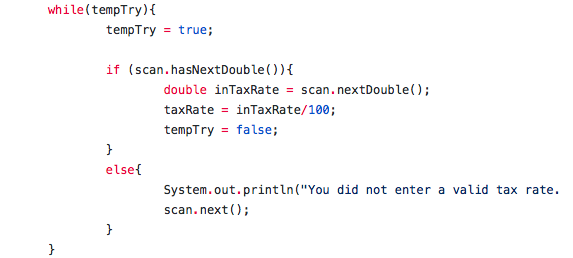 while(tempTry){
tempTry = true;
if (scan.hasNextDouble()){
double inTaxRate = scan.nextDouble();
taxRate = inTaxRate/100;
tempTry = false;
}
else{
System.out.println("You did not enter a valid tax rate.
scan.next();
}
}